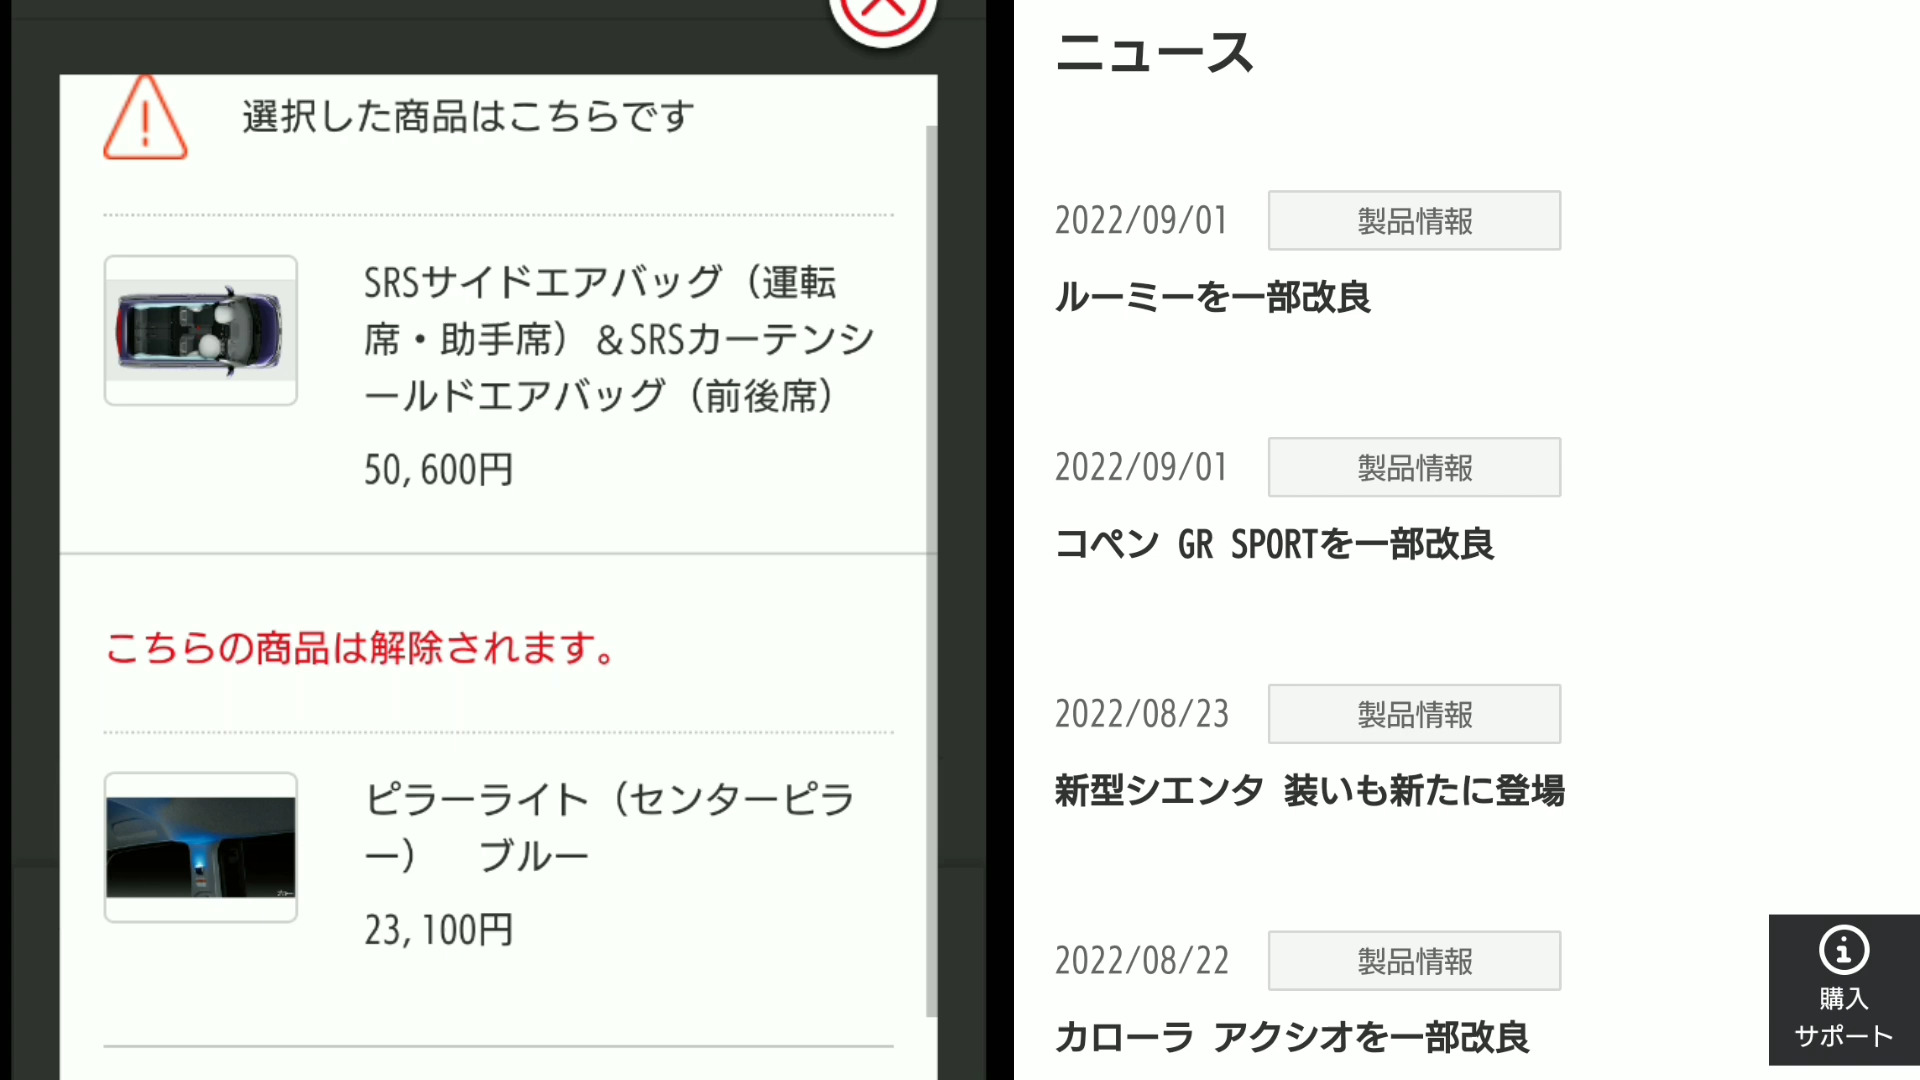 選択した商品はこちらです
SRSサイドエアバッグ（運転
席・助手席）＆SRSカーテンシ
ールドエアバッグ（前後席）
50,600円
こちらの商品は解除されます。
ピラーライト（センターピラ
ー）　ブルー
23,100円
ニュース
2022/09/01 製品情報
ルーミーを一部改良
2022/09/01 製品情報
コペン GR SPORTを一部改良
2022/08/23 製品情報
新型シエンタ 装いも新たに登場
2022/08/22 製品情報
カローラ アクシオを一部改良
購入
サポート